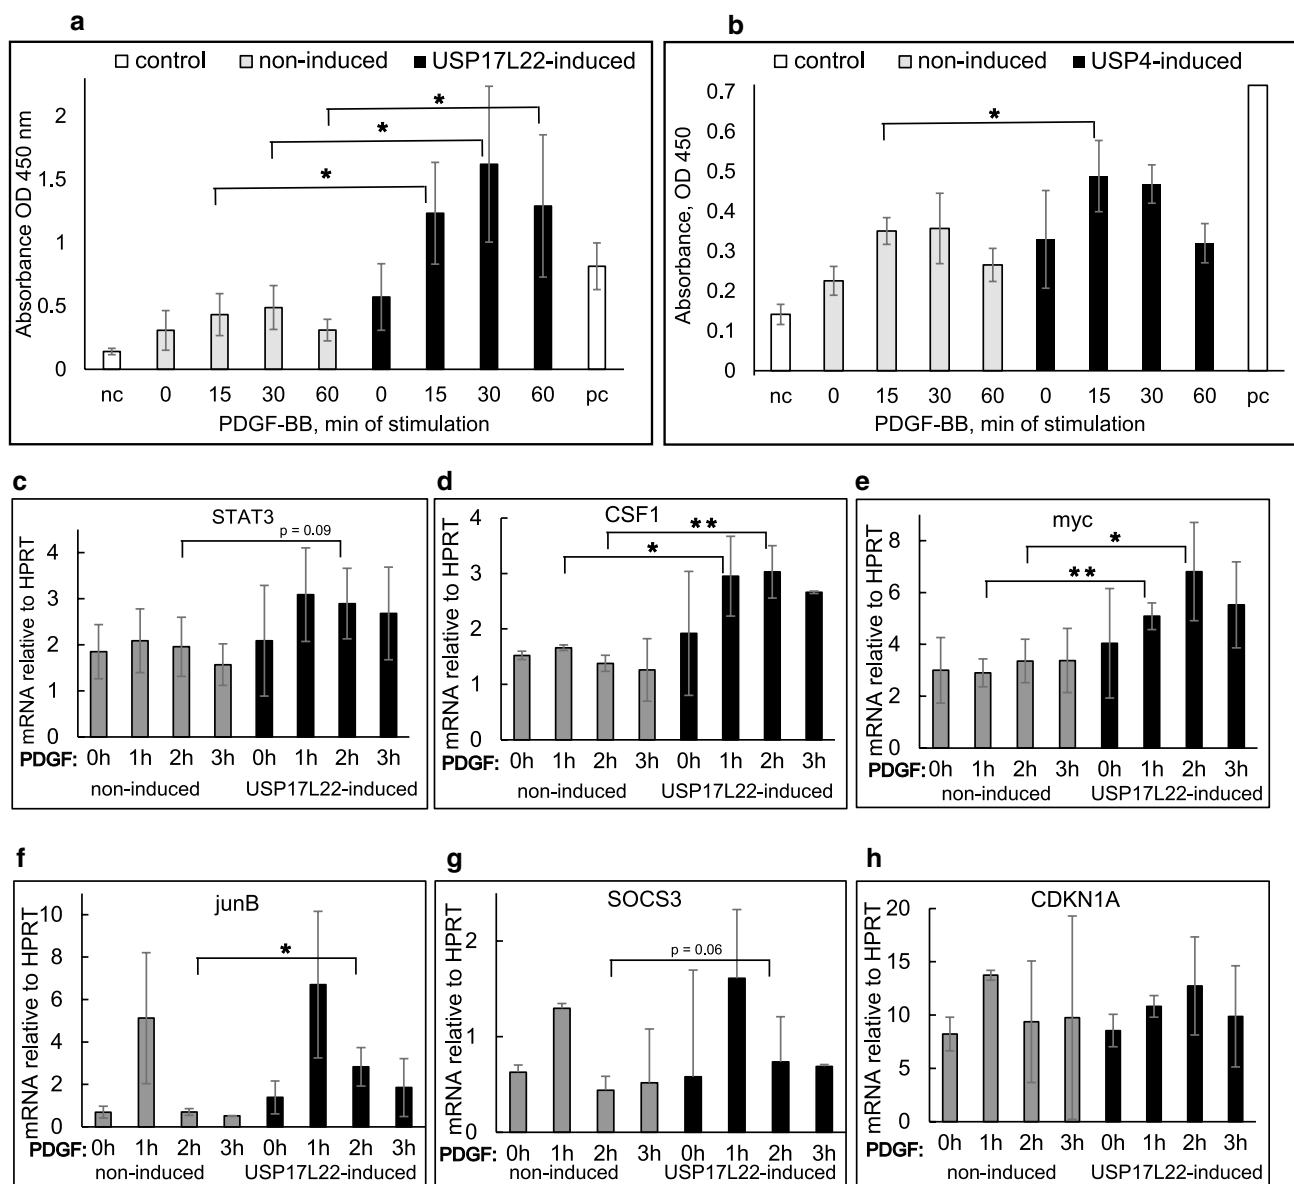 a
control non-induced USP17L22-induced
Absorbance OD 450 nm
2
1.5
1
0.5
0
*
*
*
nc 0 15 30 60 0 15 30 60 pc
PDGF-BB, min of stimulation
b
control non-induced USP4-induced
Absorbance, OD 450
0.7
0.6
0.5
0.4
0.3
0.2
0.1
0
*
nc 0 15 30 60 0 15 30 60 pc
PDGF-BB, min of stimulation
c
STAT3
mRNA relative to HPRT
4
3
2
1
0
p = 0.09
PDGF: 0h 1h 2h 3h 0h 1h 2h 3h
non-induced USP17L22-induced
d
CSF1
mRNA relative to HPRT
4
3
2
1
0
**
*
PDGF: 0h 1h 2h 3h 0h 1h 2h 3h
non-induced USP17L22-induced
e
myc
mRNA relative to HPRT
8
6
4
2
0
*
**
PDGF: 0h 1h 2h 3h 0h 1h 2h 3h
non-induced USP17L22-induced
f
junB
mRNA relative to HPRT
10
8
6
4
2
0
*
PDGF: 0h 1h 2h 3h 0h 1h 2h 3h
non-induced USP17L22-induced
g
SOCS3
mRNA relative to HPRT
2
1
0
p = 0.06
PDGF: 0h 1h 2h 3h 0h 1h 2h 3h
non-induced USP17L22-induced
h
CDKN1A
mRNA relative to HPRT
20
15
10
5
0
PDGF: 0h 1h 2h 3h 0h 1h 2h 3h
non-induced USP17L22-induced